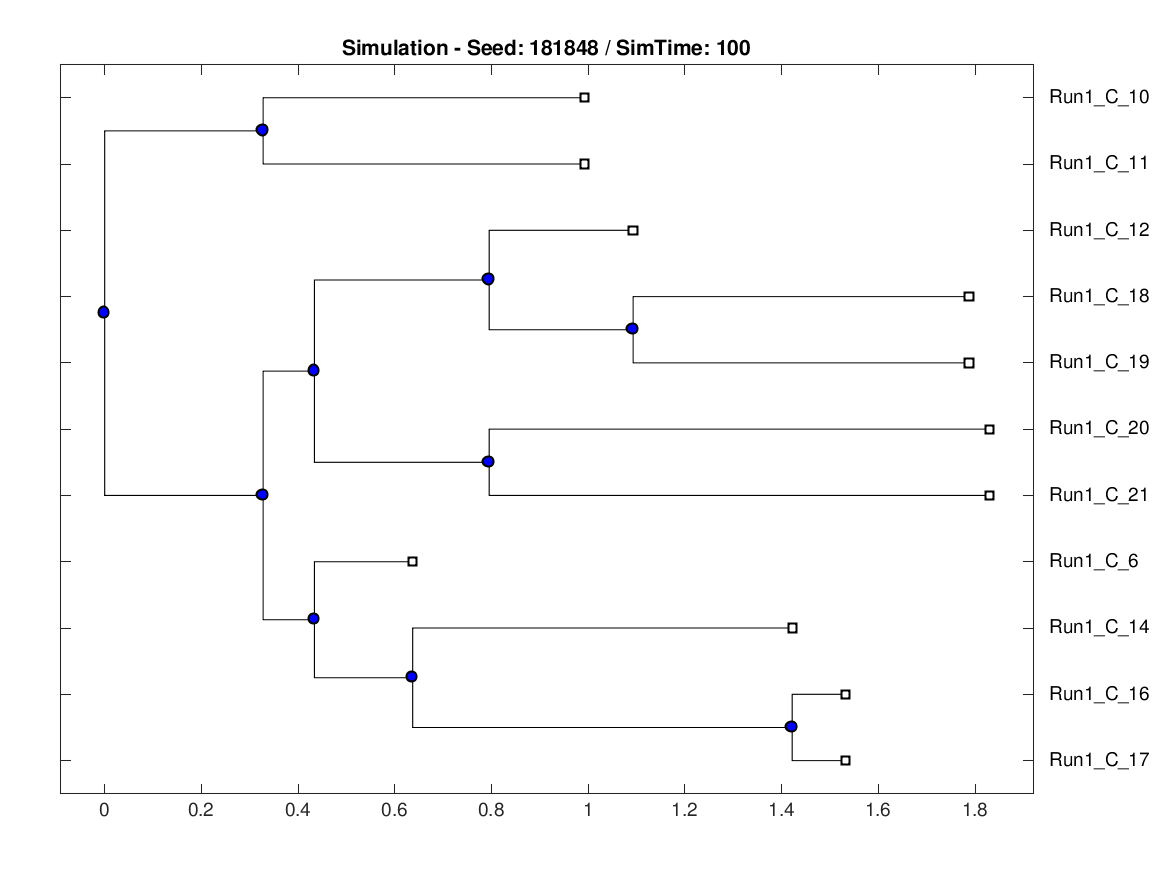 Simulation - Seed: 181848 / SimTime: 100
Run1_C_10
Run1_C_11
Run1_C_12
Run1_C_18
Run1_C_19
Run1_C_20
Run1_C_21
Run1_C_6
Run1_C_14
Run1_C_16
Run1_C_17
0 0.2 0.4 0.6 0.8 1 1.2 1.4 1.6 1.8